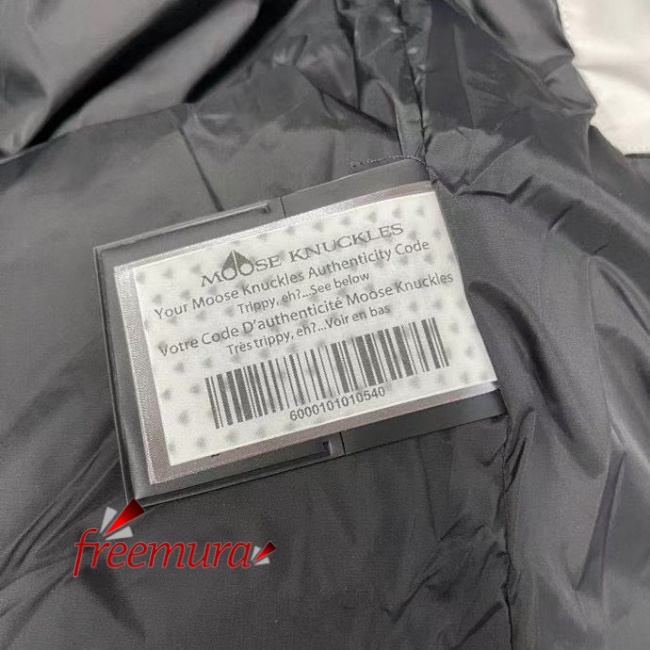 MOOSE KNUCKLES
Your Moose Knuckles Authenticity Code
Trippy, eh?...See below
Votre Code D'authenticité Moose Knuckles
Très trippy, eh?...Voir en bas
6000101010540
freemura